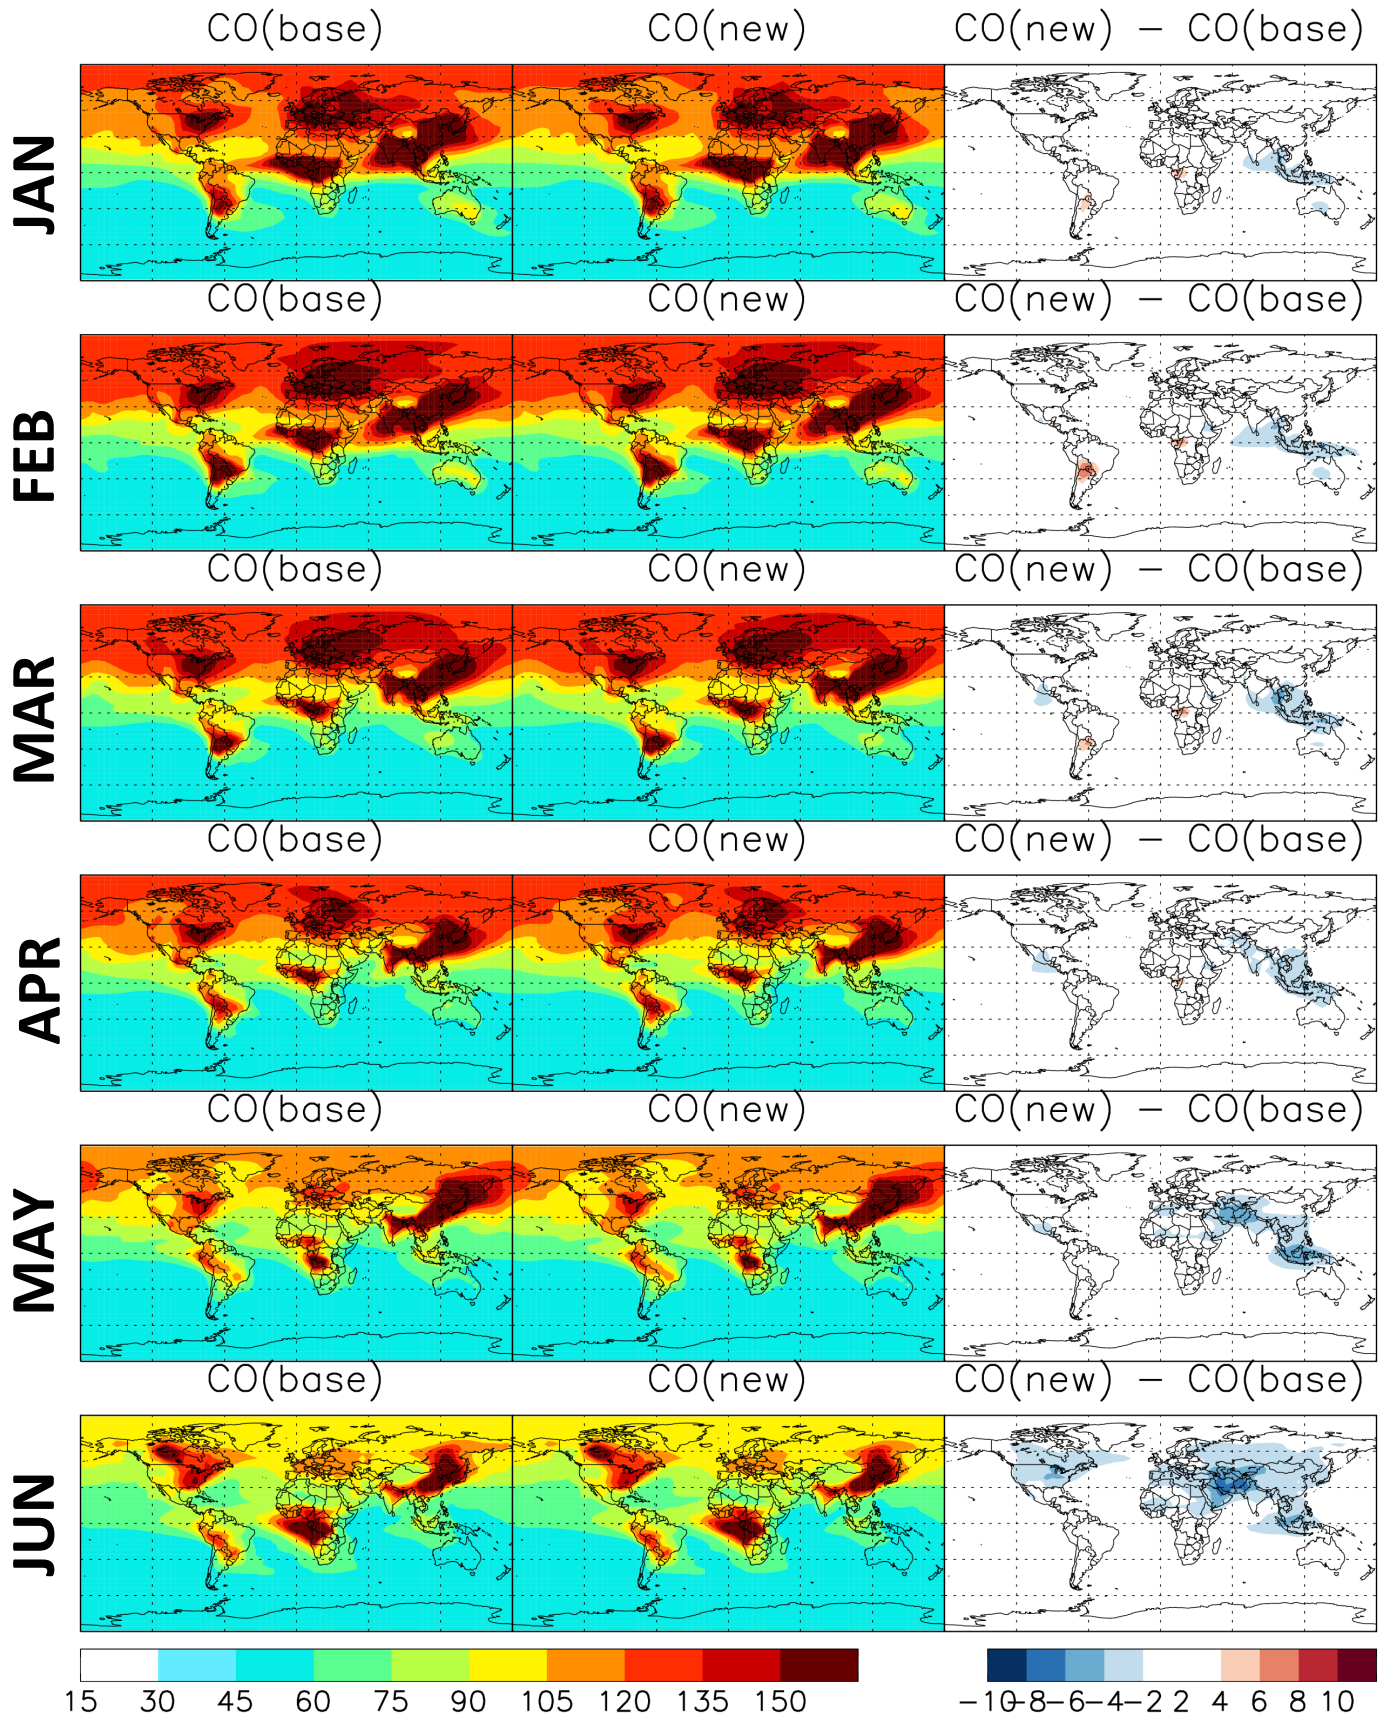 CO(base) CO(new) CO(new) − CO(base)
JAN
CO(base) CO(new) CO(new) − CO(base)
FEB
CO(base) CO(new) CO(new) − CO(base)
MAR
CO(base) CO(new) CO(new) − CO(base)
APR
CO(base) CO(new) CO(new) − CO(base)
MAY
CO(base) CO(new) CO(new) − CO(base)
JUN
15 30 45 60 75 90 105 120 135 150 −10 −8 −6 −4 −2 2 4 6 8 10